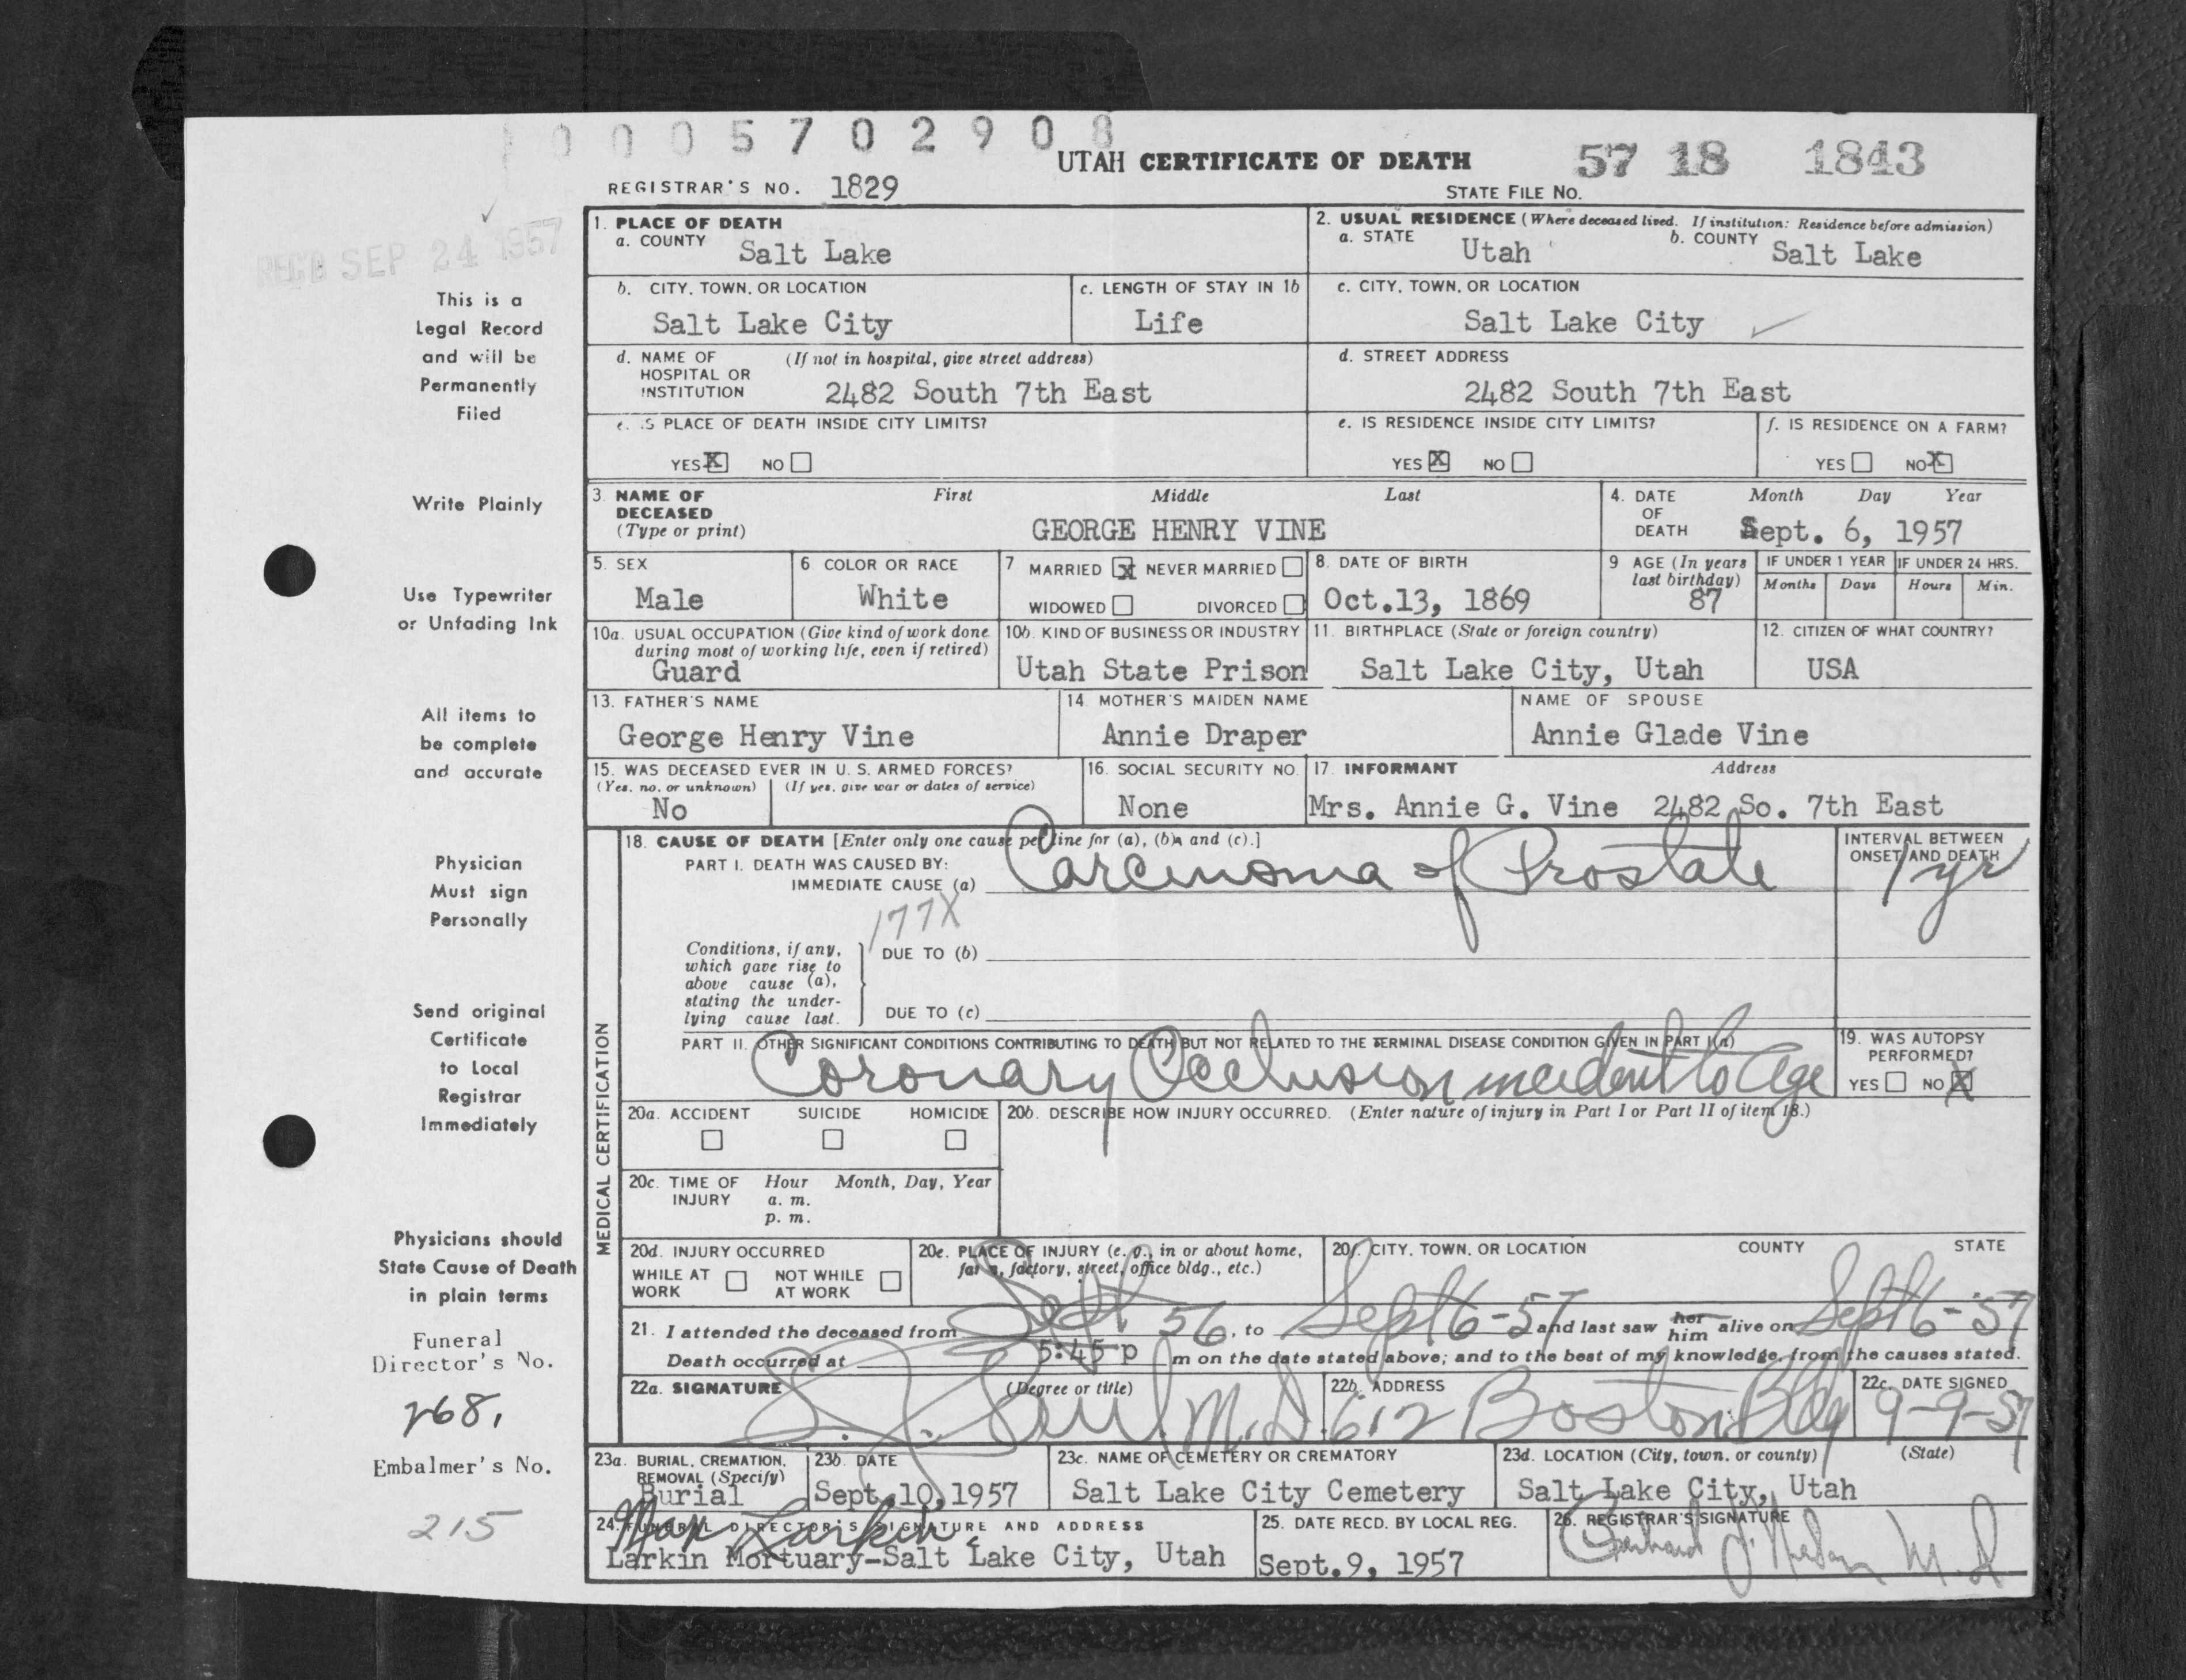 0005702908
UTAH CERTIFICATE OF DEATH
57 18 1843
REGISTRAR'S NO. 1829
STATE FILE NO.
REC'D SEP 24 1957
This is a
Legal Record
and will be
Permanently
Filed
Write Plainly
Use Typewriter
or Unfading Ink
All items to
be complete
and accurate
Physician
Must sign
Personally
Send original
Certificate
to Local
Registrar
Immediately
Physicians should
State Cause of Death
in plain terms
Funeral
Director's No.
268,
Embalmer's No.
215
1. PLACE OF DEATH
a. COUNTY Salt Lake
2. USUAL RESIDENCE (Where deceased lived. If institution: Residence before admission)
a. STATE Utah b. COUNTY Salt Lake
b. CITY, TOWN, OR LOCATION
Salt Lake City
c. LENGTH OF STAY IN 1b
Life
c. CITY, TOWN, OR LOCATION
Salt Lake City
d. NAME OF (If not in hospital, give street address)
HOSPITAL OR
INSTITUTION 2482 South 7th East
d. STREET ADDRESS
2482 South 7th East
e. IS PLACE OF DEATH INSIDE CITY LIMITS?
YES X NO
e. IS RESIDENCE INSIDE CITY LIMITS?
YES X NO
f. IS RESIDENCE ON A FARM?
YES NO X
3. NAME OF First Middle Last
DECEASED
(Type or print) GEORGE HENRY VINE
4. DATE Month Day Year
OF
DEATH Sept. 6, 1957
5. SEX
Male
6 COLOR OR RACE
White
7 MARRIED X NEVER MARRIED
WIDOWED DIVORCED
8. DATE OF BIRTH
Oct.13, 1869
9 AGE (In years
last birthday)
87
IF UNDER 1 YEAR
Months Days
IF UNDER 24 HRS.
Hours Min.
10a. USUAL OCCUPATION (Give kind of work done
during most of working life, even if retired)
Guard
10b. KIND OF BUSINESS OR INDUSTRY
Utah State Prison
11. BIRTHPLACE (State or foreign country)
Salt Lake City, Utah
12. CITIZEN OF WHAT COUNTRY?
USA
13. FATHER'S NAME
George Henry Vine
14. MOTHER'S MAIDEN NAME
Annie Draper
NAME OF SPOUSE
Annie Glade Vine
15. WAS DECEASED EVER IN U. S. ARMED FORCES?
(Yes, no, or unknown) (If yes, give war or dates of service)
No
16. SOCIAL SECURITY NO.
None
17. INFORMANT Address
Mrs. Annie G. Vine 2482 So. 7th East
MEDICAL CERTIFICATION
18. CAUSE OF DEATH [Enter only one cause per line for (a), (b), and (c).]
PART I. DEATH WAS CAUSED BY:
IMMEDIATE CAUSE (a) Carcinoma of Prostate
INTERVAL BETWEEN
ONSET AND DEATH
1 yr
177X
Conditions, if any,
which gave rise to
above cause (a),
stating the under-
lying cause last.
DUE TO (b)
DUE TO (c)
PART II. OTHER SIGNIFICANT CONDITIONS CONTRIBUTING TO DEATH BUT NOT RELATED TO THE TERMINAL DISEASE CONDITION GIVEN IN PART I(a)
Coronary Occlusion incident to age
19. WAS AUTOPSY
PERFORMED?
YES NO X
20a. ACCIDENT SUICIDE HOMICIDE
20b. DESCRIBE HOW INJURY OCCURRED. (Enter nature of injury in Part I or Part II of item 18.)
20c. TIME OF Hour Month, Day, Year
INJURY a. m.
p. m.
20d. INJURY OCCURRED
WHILE AT NOT WHILE
WORK AT WORK
20e. PLACE OF INJURY (e. g., in or about home,
farm, factory, street, office bldg., etc.)
20f. CITY, TOWN, OR LOCATION COUNTY STATE
21. I attended the deceased from Sept 56, to Sept 6-57 and last saw her him alive on Sept 6-57
Death occurred at 5:45 p m on the date stated above; and to the best of my knowledge, from the causes stated.
22a. SIGNATURE (Degree or title)
M.D.
22b. ADDRESS
612 Boston Bldg
22c. DATE SIGNED
9-9-57
23a. BURIAL, CREMATION,
REMOVAL (Specify)
Burial
23b. DATE
Sept.10,1957
23c. NAME OF CEMETERY OR CREMATORY
Salt Lake City Cemetery
23d. LOCATION (City, town, or county) (State)
Salt Lake City, Utah
24. FUNERAL DIRECTOR'S SIGNATURE AND ADDRESS
Max Larkin
Larkin Mortuary-Salt Lake City, Utah
25. DATE RECD. BY LOCAL REG.
Sept.9, 1957
26. REGISTRAR'S SIGNATURE
M.D.